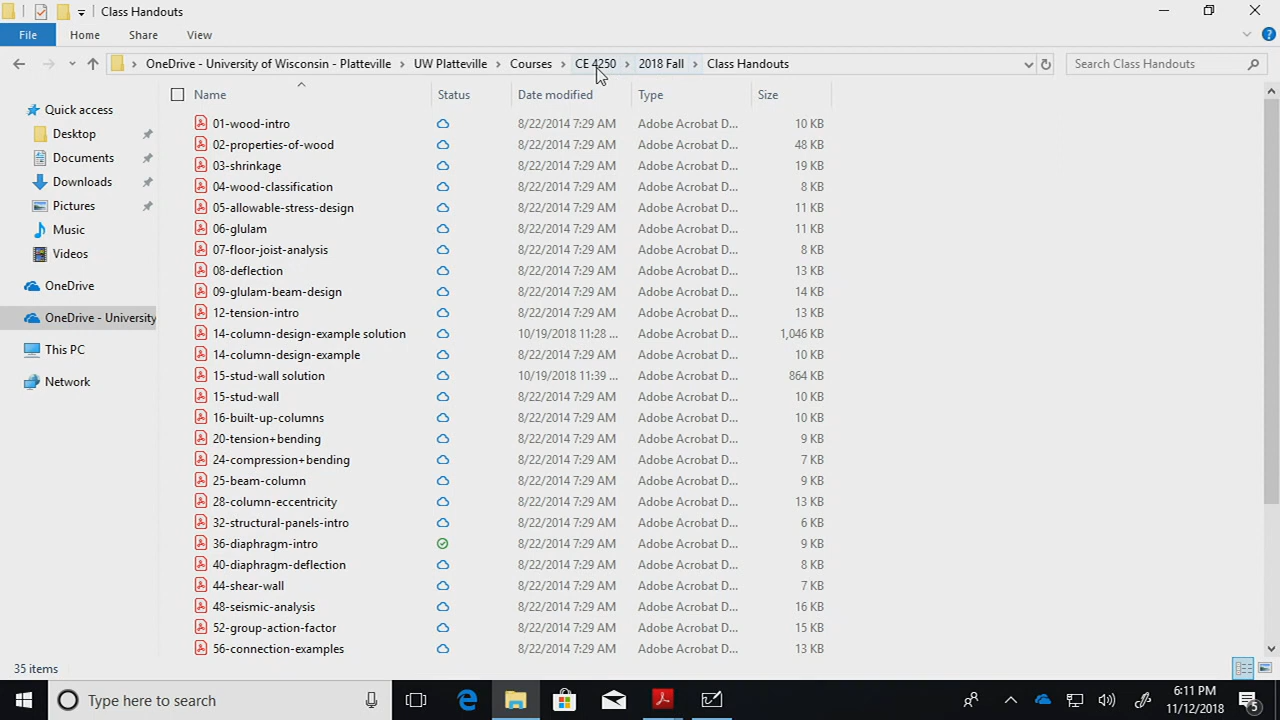 Class Handouts
File Home Share View
OneDrive - University of Wisconsin - Platteville UW Platteville Courses CE 4250 2018 Fall Class Handouts Search Class Handouts
Name Status Date modified Type Size
Quick access
Desktop
Documents
Downloads
Pictures
Music
Videos
OneDrive
OneDrive - University
This PC
Network
01-wood-intro 8/22/2014 7:29 AM Adobe Acrobat D... 10 KB
02-properties-of-wood 8/22/2014 7:29 AM Adobe Acrobat D... 48 KB
03-shrinkage 8/22/2014 7:29 AM Adobe Acrobat D... 19 KB
04-wood-classification 8/22/2014 7:29 AM Adobe Acrobat D... 8 KB
05-allowable-stress-design 8/22/2014 7:29 AM Adobe Acrobat D... 11 KB
06-glulam 8/22/2014 7:29 AM Adobe Acrobat D... 11 KB
07-floor-joist-analysis 8/22/2014 7:29 AM Adobe Acrobat D... 8 KB
08-deflection 8/22/2014 7:29 AM Adobe Acrobat D... 13 KB
09-glulam-beam-design 8/22/2014 7:29 AM Adobe Acrobat D... 14 KB
12-tension-intro 8/22/2014 7:29 AM Adobe Acrobat D... 13 KB
14-column-design-example solution 10/19/2018 11:28 ... Adobe Acrobat D... 1,046 KB
14-column-design-example 8/22/2014 7:29 AM Adobe Acrobat D... 10 KB
15-stud-wall solution 10/19/2018 11:39 ... Adobe Acrobat D... 864 KB
15-stud-wall 8/22/2014 7:29 AM Adobe Acrobat D... 10 KB
16-built-up-columns 8/22/2014 7:29 AM Adobe Acrobat D... 10 KB
20-tension+bending 8/22/2014 7:29 AM Adobe Acrobat D... 9 KB
24-compression+bending 8/22/2014 7:29 AM Adobe Acrobat D... 7 KB
25-beam-column 8/22/2014 7:29 AM Adobe Acrobat D... 9 KB
28-column-eccentricity 8/22/2014 7:29 AM Adobe Acrobat D... 13 KB
32-structural-panels-intro 8/22/2014 7:29 AM Adobe Acrobat D... 6 KB
36-diaphragm-intro 8/22/2014 7:29 AM Adobe Acrobat D... 9 KB
40-diaphragm-deflection 8/22/2014 7:29 AM Adobe Acrobat D... 8 KB
44-shear-wall 8/22/2014 7:29 AM Adobe Acrobat D... 7 KB
48-seismic-analysis 8/22/2014 7:29 AM Adobe Acrobat D... 16 KB
52-group-action-factor 8/22/2014 7:29 AM Adobe Acrobat D... 15 KB
56-connection-examples 8/22/2014 7:29 AM Adobe Acrobat D... 13 KB
35 items
Type here to search
6:11 PM
11/12/2018
5